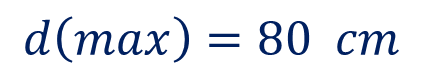 d(max) = 80 cm